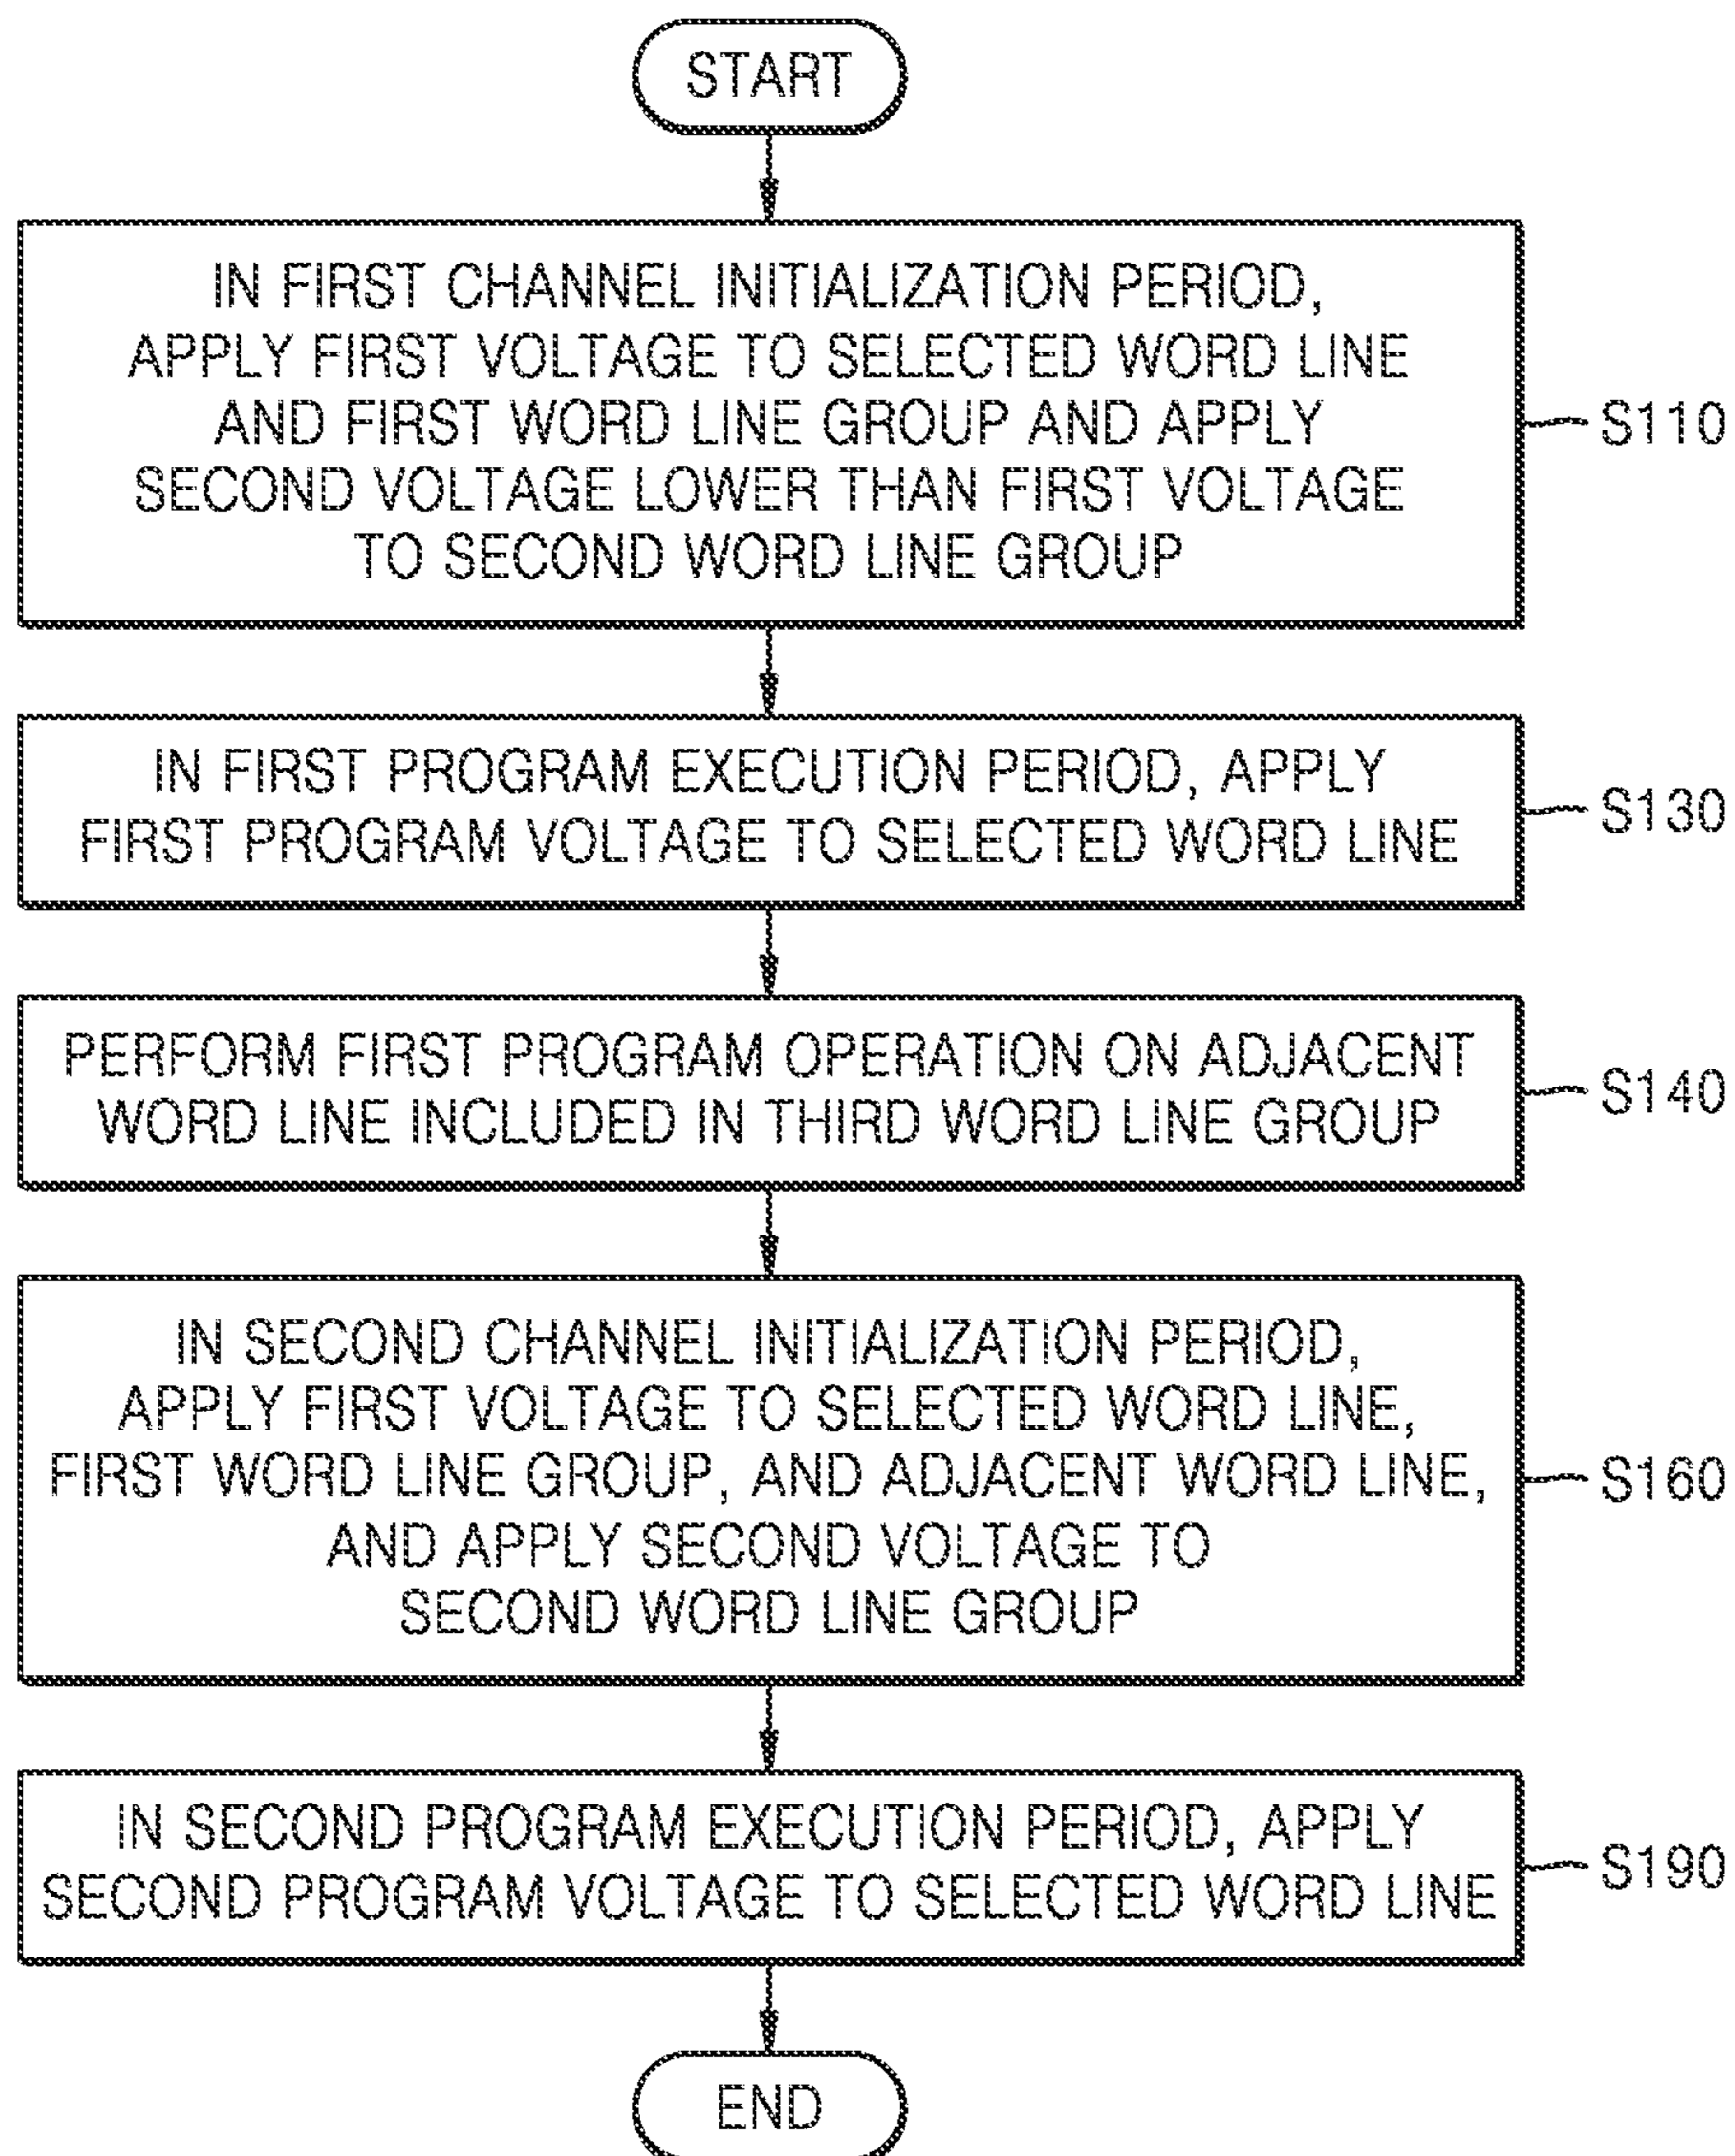 START
IN FIRST CHANNEL INITIALIZATION PERIOD,
APPLY FIRST VOLTAGE TO SELECTED WORD LINE
AND FIRST WORD LINE GROUP AND APPLY
SECOND VOLTAGE LOWER THAN FIRST VOLTAGE
TO SECOND WORD LINE GROUP
S110
IN FIRST PROGRAM EXECUTION PERIOD, APPLY
FIRST PROGRAM VOLTAGE TO SELECTED WORD LINE
S130
PERFORM FIRST PROGRAM OPERATION ON ADJACENT
WORD LINE INCLUDED IN THIRD WORD LINE GROUP
S140
IN SECOND CHANNEL INITIALIZATION PERIOD,
APPLY FIRST VOLTAGE TO SELECTED WORD LINE,
FIRST WORD LINE GROUP, AND ADJACENT WORD LINE,
AND APPLY SECOND VOLTAGE TO
SECOND WORD LINE GROUP
S160
IN SECOND PROGRAM EXECUTION PERIOD, APPLY
SECOND PROGRAM VOLTAGE TO SELECTED WORD LINE
S190
END